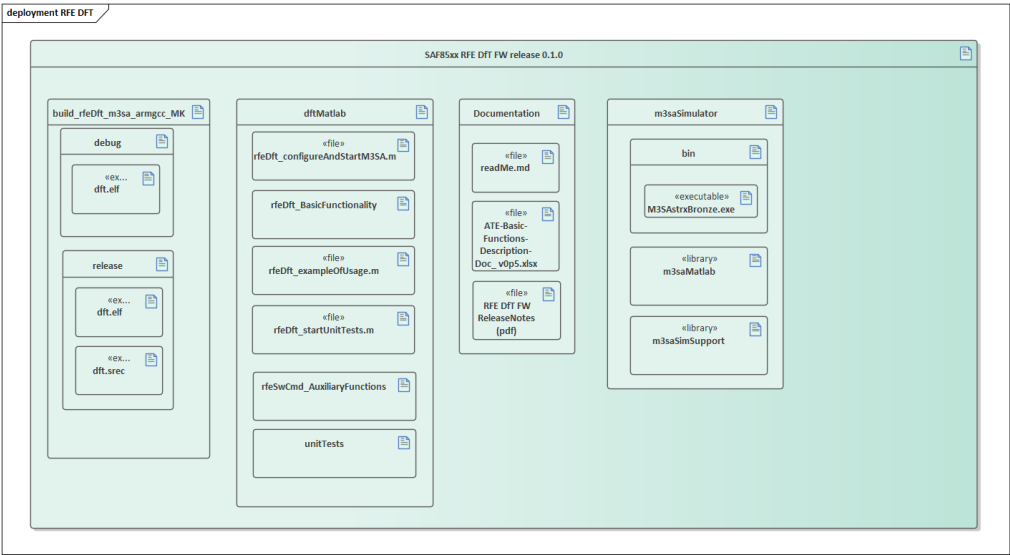 deployment RFE DFT
SAF85xx RFE DfT FW release 0.1.0
build_rfeDft_m3sa_armgcc_MK
debug
«ex...
dft.elf
release
«ex...
dft.elf
«ex...
dft.srec
dftMatlab
«file»
rfeDft_configureAndStartM3SA.m
rfeDft_BasicFunctionality
«file»
rfeDft_exampleOfUsage.m
«file»
rfeDft_startUnitTests.m
rfeSwCmd_AuxiliaryFunctions
unitTests
Documentation
«file»
readMe.md
«file»
ATE-Basic-
Functions-
Description-
Doc_ v0p5.xlsx
«file»
RFE DfT FW
ReleaseNotes
(pdf)
m3saSimulator
bin
«executable»
M3SAstrxBronze.exe
«library»
m3saMatlab
«library»
m3saSimSupport